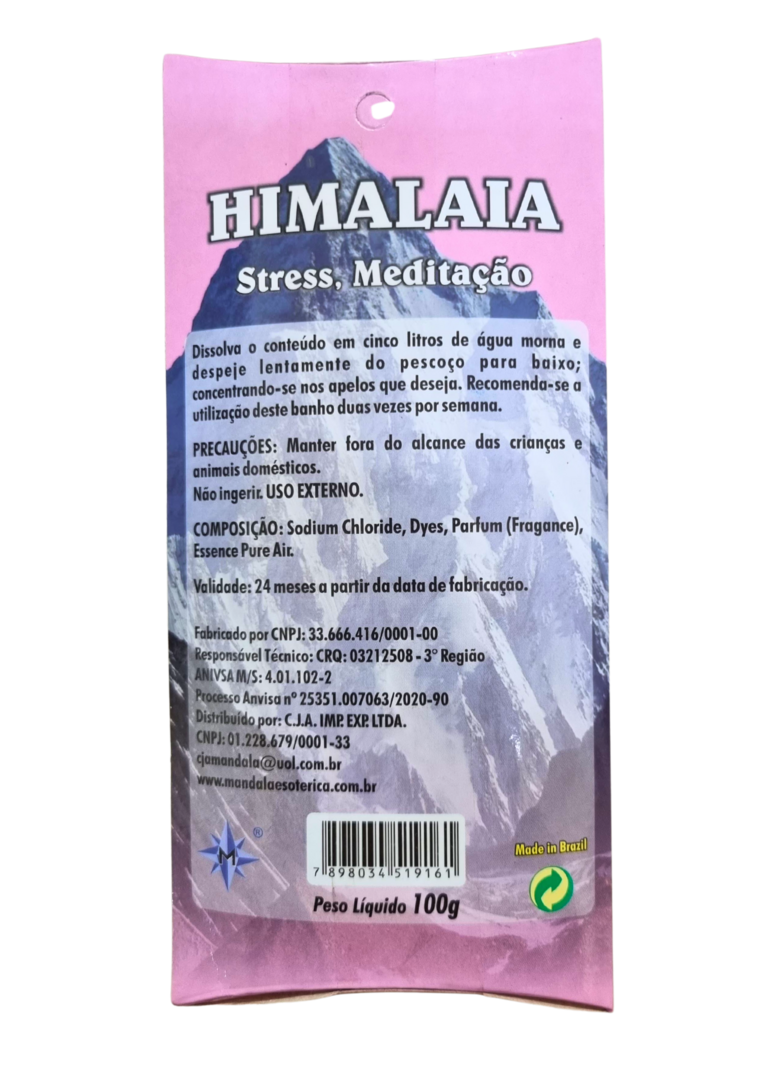 HIMALAIA
Stress, Meditação
Dissolva o conteúdo em cinco litros de água morna e
despeje lentamente do pescoço para baixo;
concentrando-se nos apelos que deseja. Recomenda-se a
utilização deste banho duas vezes por semana.
PRECAUÇÕES: Manter fora do alcance das crianças e
animais domésticos.
Não ingerir. USO EXTERNO.
COMPOSIÇÃO: Sodium Chloride, Dyes, Parfum (Fragance),
Essence Pure Air.
Validade: 24 meses a partir da data de fabricação.
Fabricado por CNPJ: 33.666.416/0001-00
Responsável Técnico: CRQ: 03212508 - 3° Região
ANIVSA M/S: 4.01.102-2
Processo Anvisa nº 25351.007063/2020-90
Distribuído por: C.J.A. IMP. EXP. LTDA.
CNPJ: 01.228.679/0001-33
cjamandala@uol.com.br
www.mandalaesoterica.com.br
M ®
7 898034 519161
Made in Brazil
Peso Líquido 100g